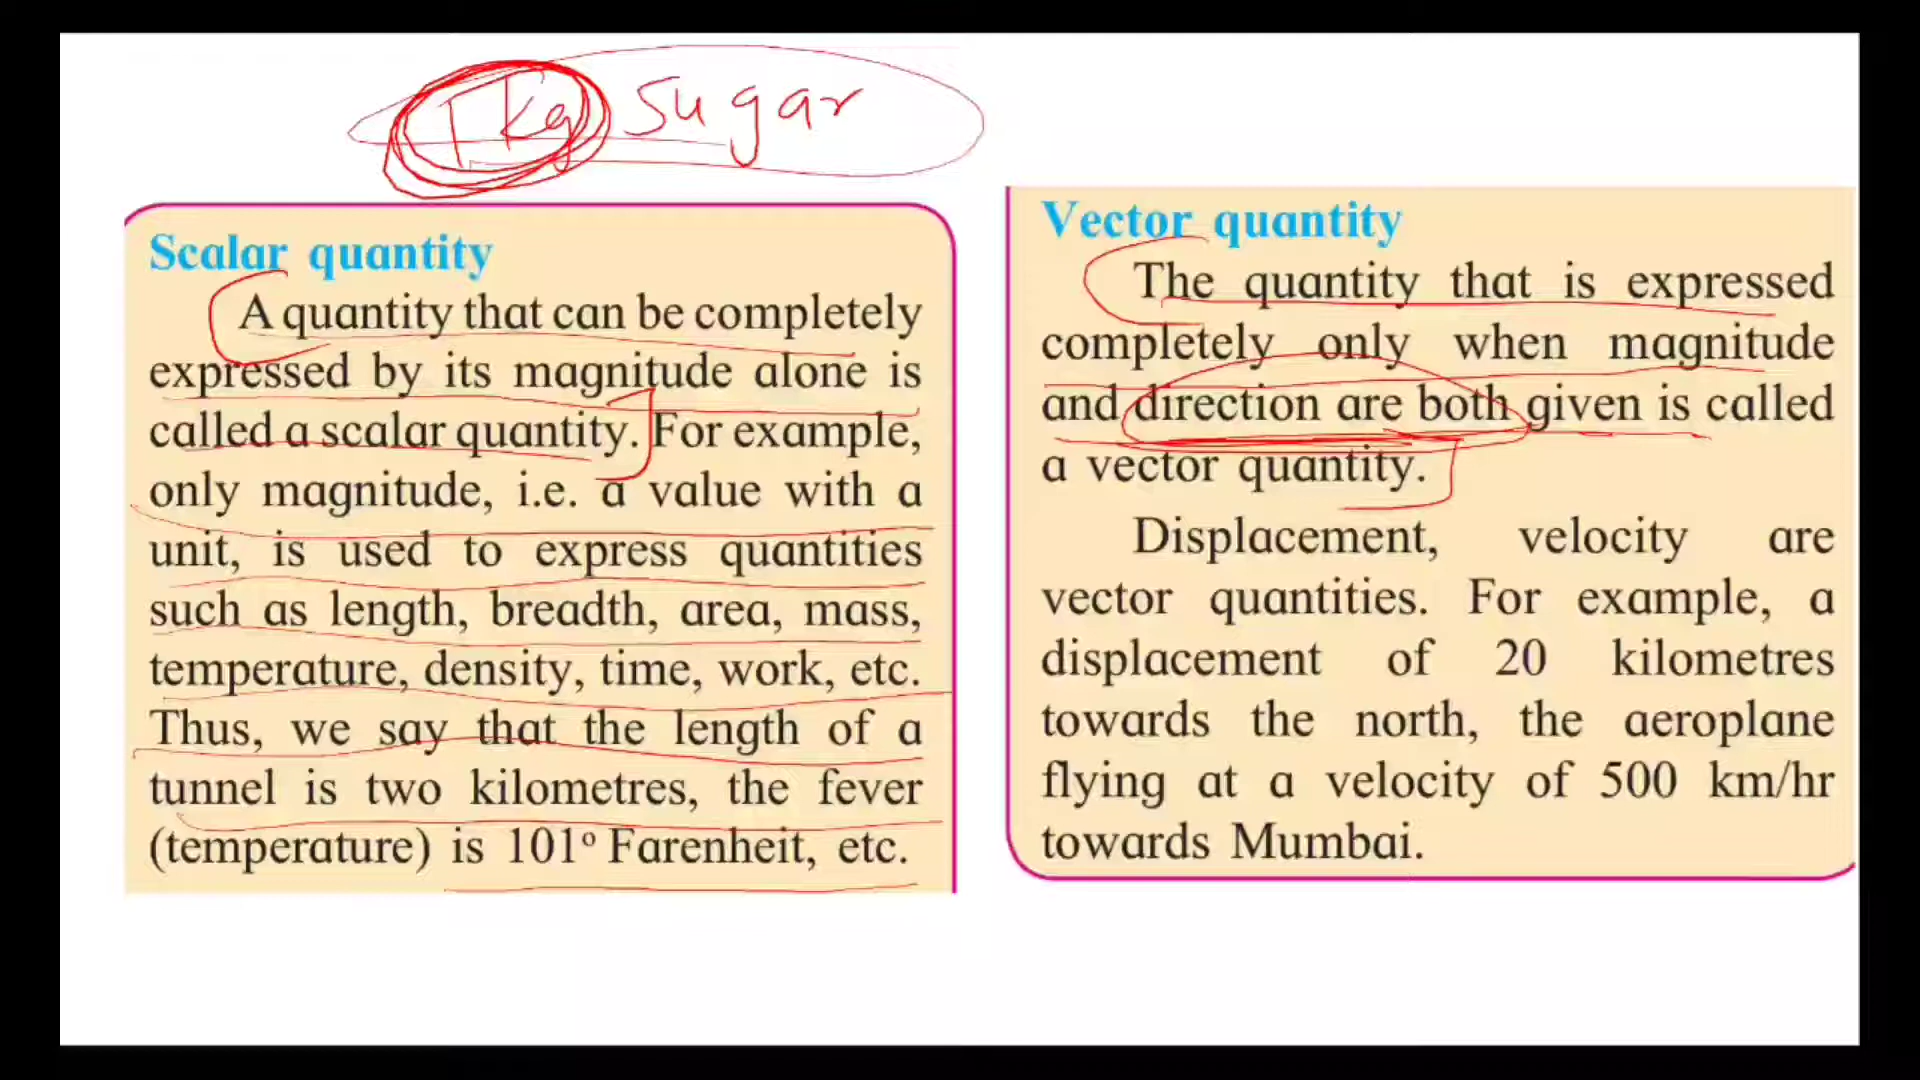 1 kg sugar
Scalar quantity
A quantity that can be completely
expressed by its magnitude alone is
called a scalar quantity. For example,
only magnitude, i.e. a value with a
unit, is used to express quantities
such as length, breadth, area, mass,
temperature, density, time, work, etc.
Thus, we say that the length of a
tunnel is two kilometres, the fever
(temperature) is 101° Farenheit, etc.
Vector quantity
The quantity that is expressed
completely only when magnitude
and direction are both given is called
a vector quantity.
Displacement, velocity are
vector quantities. For example, a
displacement of 20 kilometres
towards the north, the aeroplane
flying at a velocity of 500 km/hr
towards Mumbai.